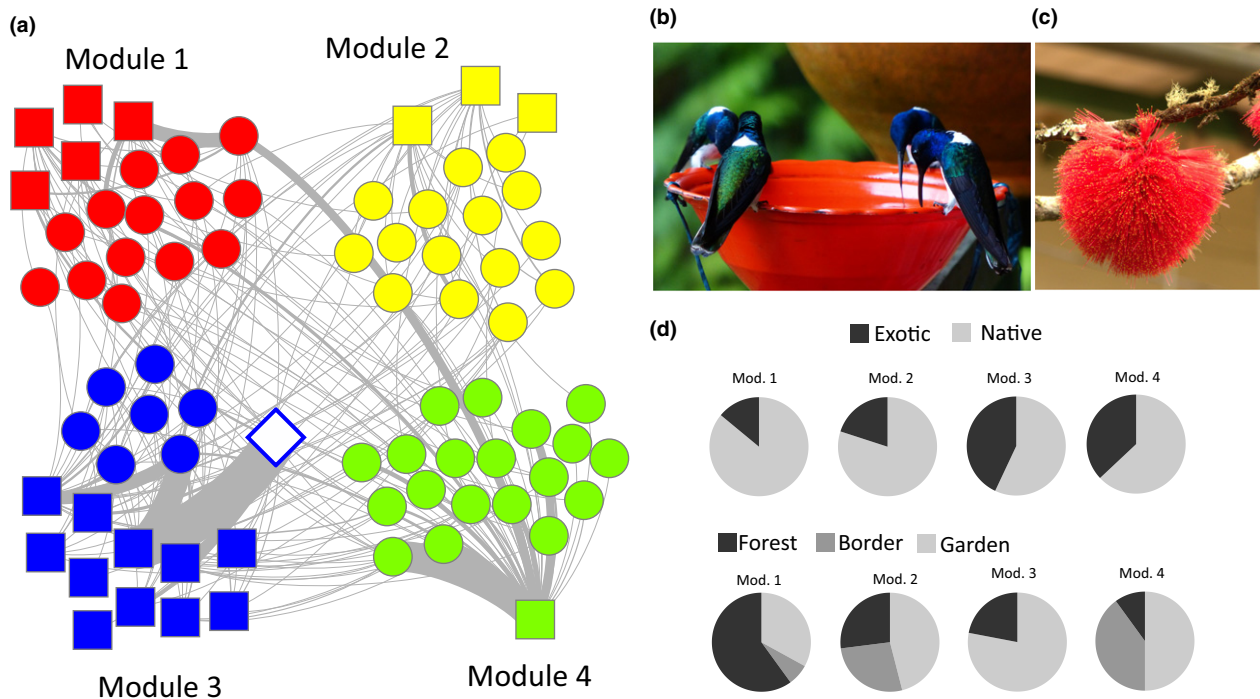 (a)
Module 1
Module 2
Module 3
Module 4
(b)
(c)
(d)
Exotic Native
Mod. 1 Mod. 2 Mod. 3 Mod. 4
Forest Border Garden
Mod. 1 Mod. 2 Mod. 3 Mod. 4